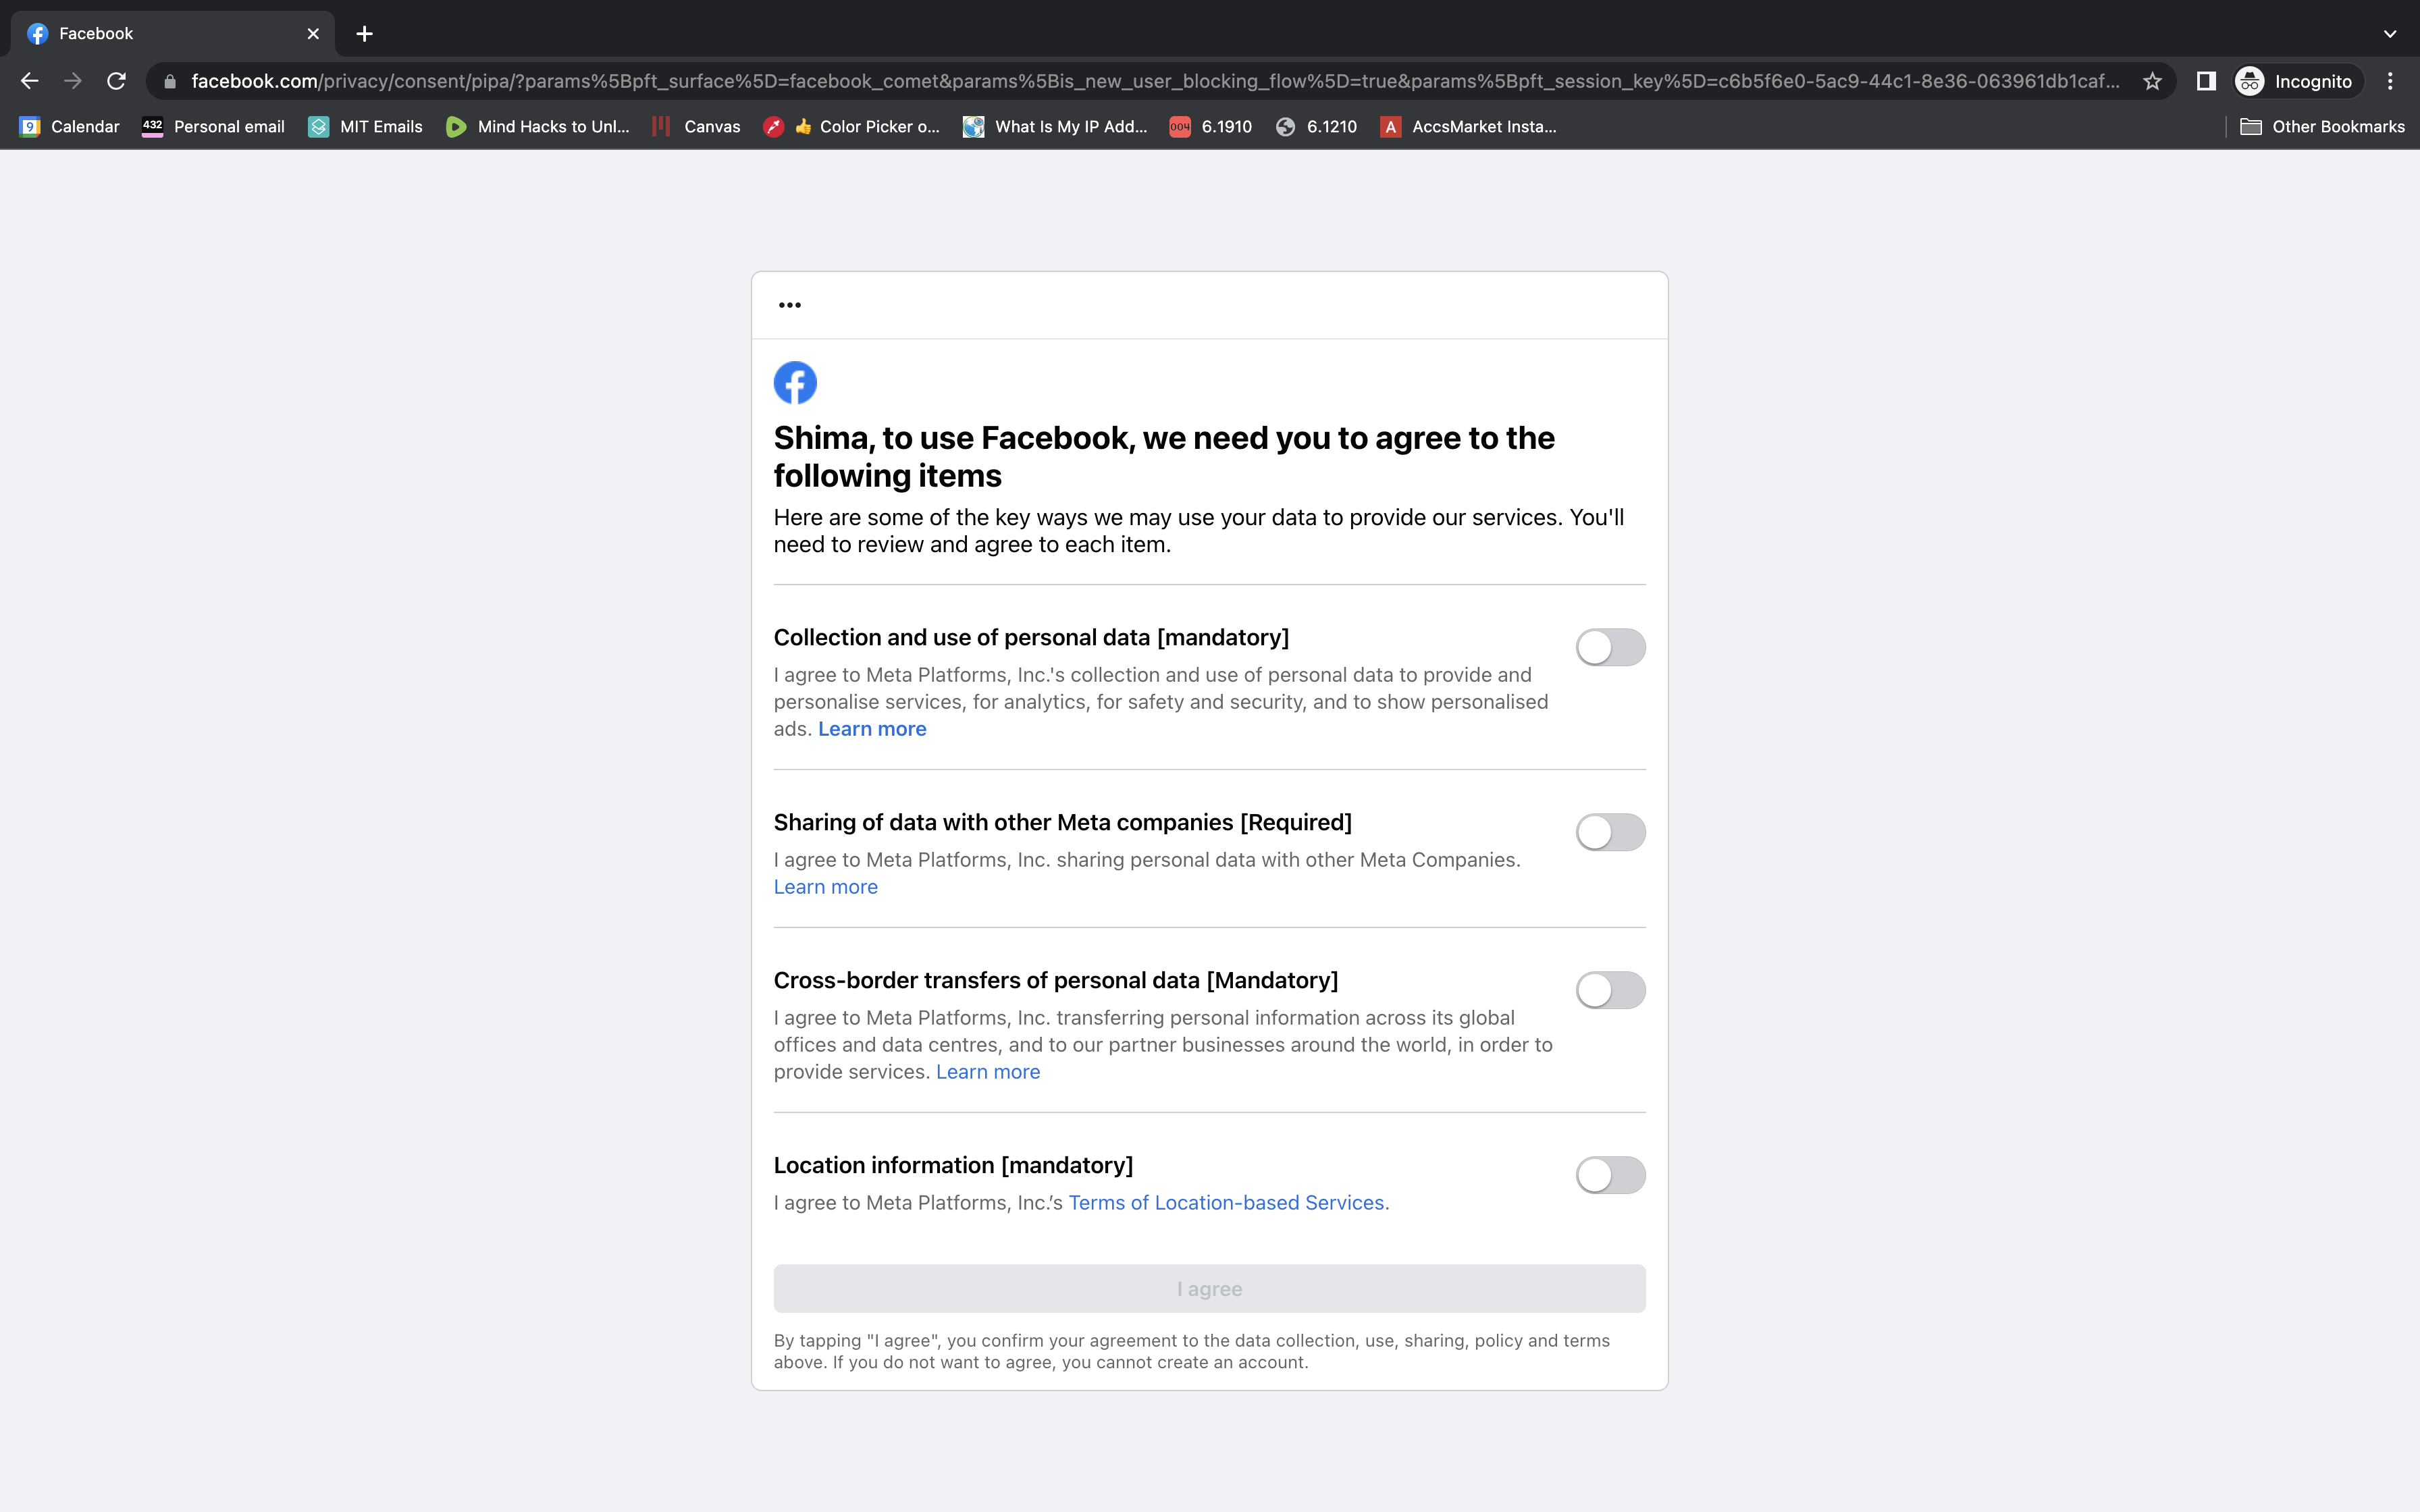 Facebook
facebook.com/privacy/consent/pipa/?params%5Bpft_surface%5D=facebook_comet&params%5Bis_new_user_blocking_flow%5D=true&params%5Bpft_session_key%5D=c6b5f6e0-5ac9-44c1-8e36-063961db1caf... Incognito
9 Calendar 432 Personal email MIT Emails Mind Hacks to Unl... Canvas 👍 Color Picker o... What Is My IP Add... 004 6.1910 6.1210 A AccsMarket Insta... Other Bookmarks
Shima, to use Facebook, we need you to agree to the
following items
Here are some of the key ways we may use your data to provide our services. You'll
need to review and agree to each item.
Collection and use of personal data [mandatory]
I agree to Meta Platforms, Inc.'s collection and use of personal data to provide and
personalise services, for analytics, for safety and security, and to show personalised
ads. Learn more
Sharing of data with other Meta companies [Required]
I agree to Meta Platforms, Inc. sharing personal data with other Meta Companies.
Learn more
Cross-border transfers of personal data [Mandatory]
I agree to Meta Platforms, Inc. transferring personal information across its global
offices and data centres, and to our partner businesses around the world, in order to
provide services. Learn more
Location information [mandatory]
I agree to Meta Platforms, Inc.’s Terms of Location-based Services.
I agree
By tapping "I agree", you confirm your agreement to the data collection, use, sharing, policy and terms
above. If you do not want to agree, you cannot create an account.